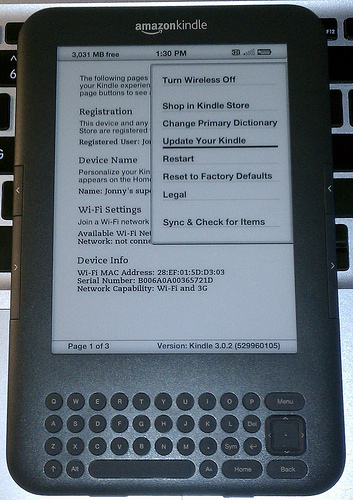 amazonkindle
3,031 MB free 1:30 PM 3G
The following pages
your Kindle experien
page buttons to see
Registration
This device and any
Store are registered
Registered User: Jo
Device Name
Personalize your Kin
appears on the Hom
Name: Jonny's sup
Wi-Fi Settings
Join a Wi-Fi network
Available Wi-Fi Net
Network: not conne
Device Info
Wi-Fi MAC Address: 28:EF:01:5D:D3:03
Serial Number: B006A0A00365721D
Network Capability: Wi-Fi and 3G
Turn Wireless Off
Shop in Kindle Store
Change Primary Dictionary
Update Your Kindle
Restart
Reset to Factory Defaults
Legal
Sync & Check for Items
Page 1 of 3 Version: Kindle 3.0.2 (529960105)
Q W E R T Y U I O P Menu
A S D F G H J K L Del
Z X C V B N M . Sym
Alt Aa Home Back
F12
6